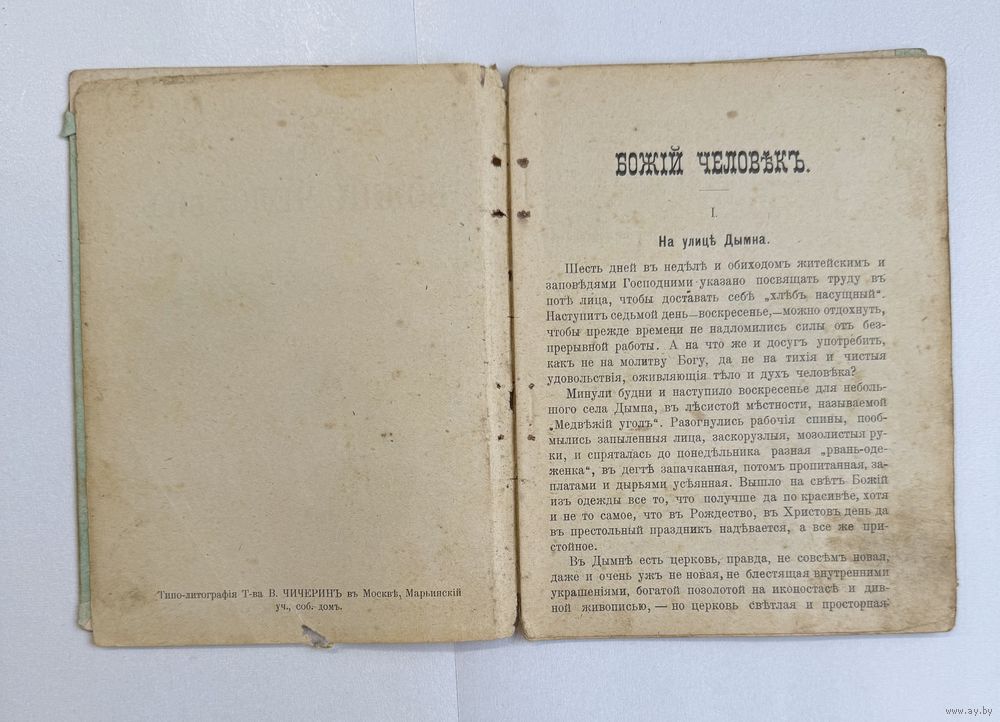 Типо-литографія Т-ва В. ЧИЧЕРИНЪ въ Москвѣ, Марьинскій
уч., соб. домъ.
БОЖІЙ ЧЕЛОВѢКЪ.
I.
На улицѣ Дымна.
Шесть дней въ недѣлѣ и обиходомъ житейскимъ и
заповѣдями Господними указано посвящать труду въ
потѣ лица, чтобы доставать себѣ „хлѣбъ насущный“.
Наступитъ седьмой день—воскресенье,—можно отдохнуть,
чтобы прежде времени не надломились силы отъ без-
прерывной работы. А на что же и досугъ употребить,
какъ не на молитву Богу, да не на тихія и чистыя
удовольствія, оживляющія тѣло и духъ человѣка?
Минули будни и наступило воскресенье для неболь-
шного села Дымна, въ лѣсистой мѣстности, называемой
„Медвѣжій уголъ“. Разогнулись рабочія спины, пооб-
мылись запыленныя лица, заскорузлыя, мозолистыя ру-
ки, и спряталась до понедѣльника разная „рвань-оде-
женка“, въ дегтѣ запачканная, потомъ пропитанная, за-
платами и дырьями усѣянная. Вышло на свѣтъ Божій
изъ одежды все то, что получше да по красивѣе, хотя
и не то самое, что въ Рождество, въ Христовъ день да
въ престольный праздникъ надѣвается, а все же при-
стойное.
Въ Дымнѣ есть церковь, правда, не совсѣмъ новая,
даже и очень ужъ не новая, не блестящая внутренними
украшеніями, богатой позолотой на иконостасѣ и див-
ной живописью, — но церковь свѣтлая и просторная
www.ay.by